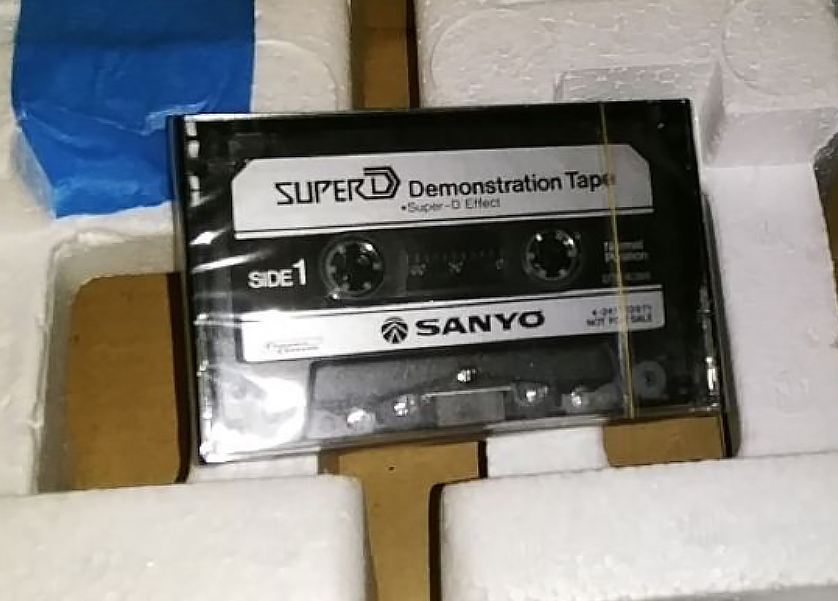 SUPER D Demonstration Tape
•Super-D Effect
SIDE 1
Normal
Position
SANYO
NOT FOR SALE